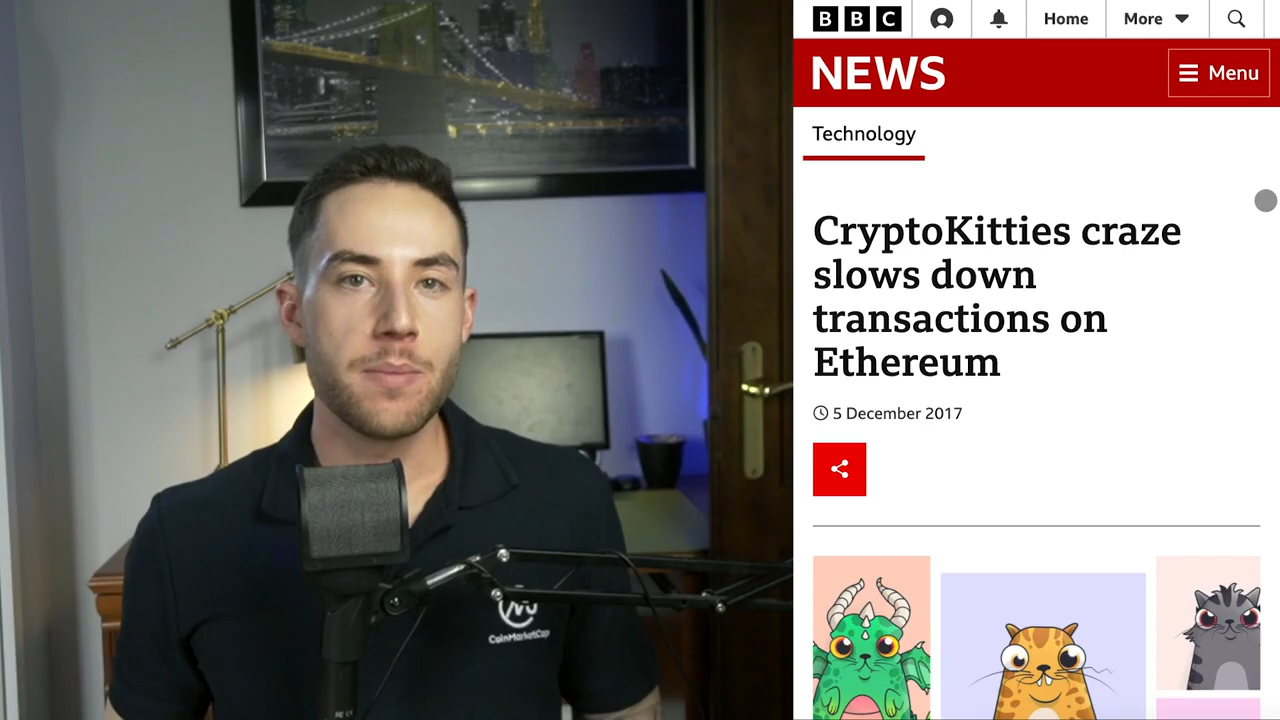 BBC
Home
More
NEWS
Menu
Technology
CryptoKitties craze
slows down
transactions on
Ethereum
5 December 2017
CoinMarketCap